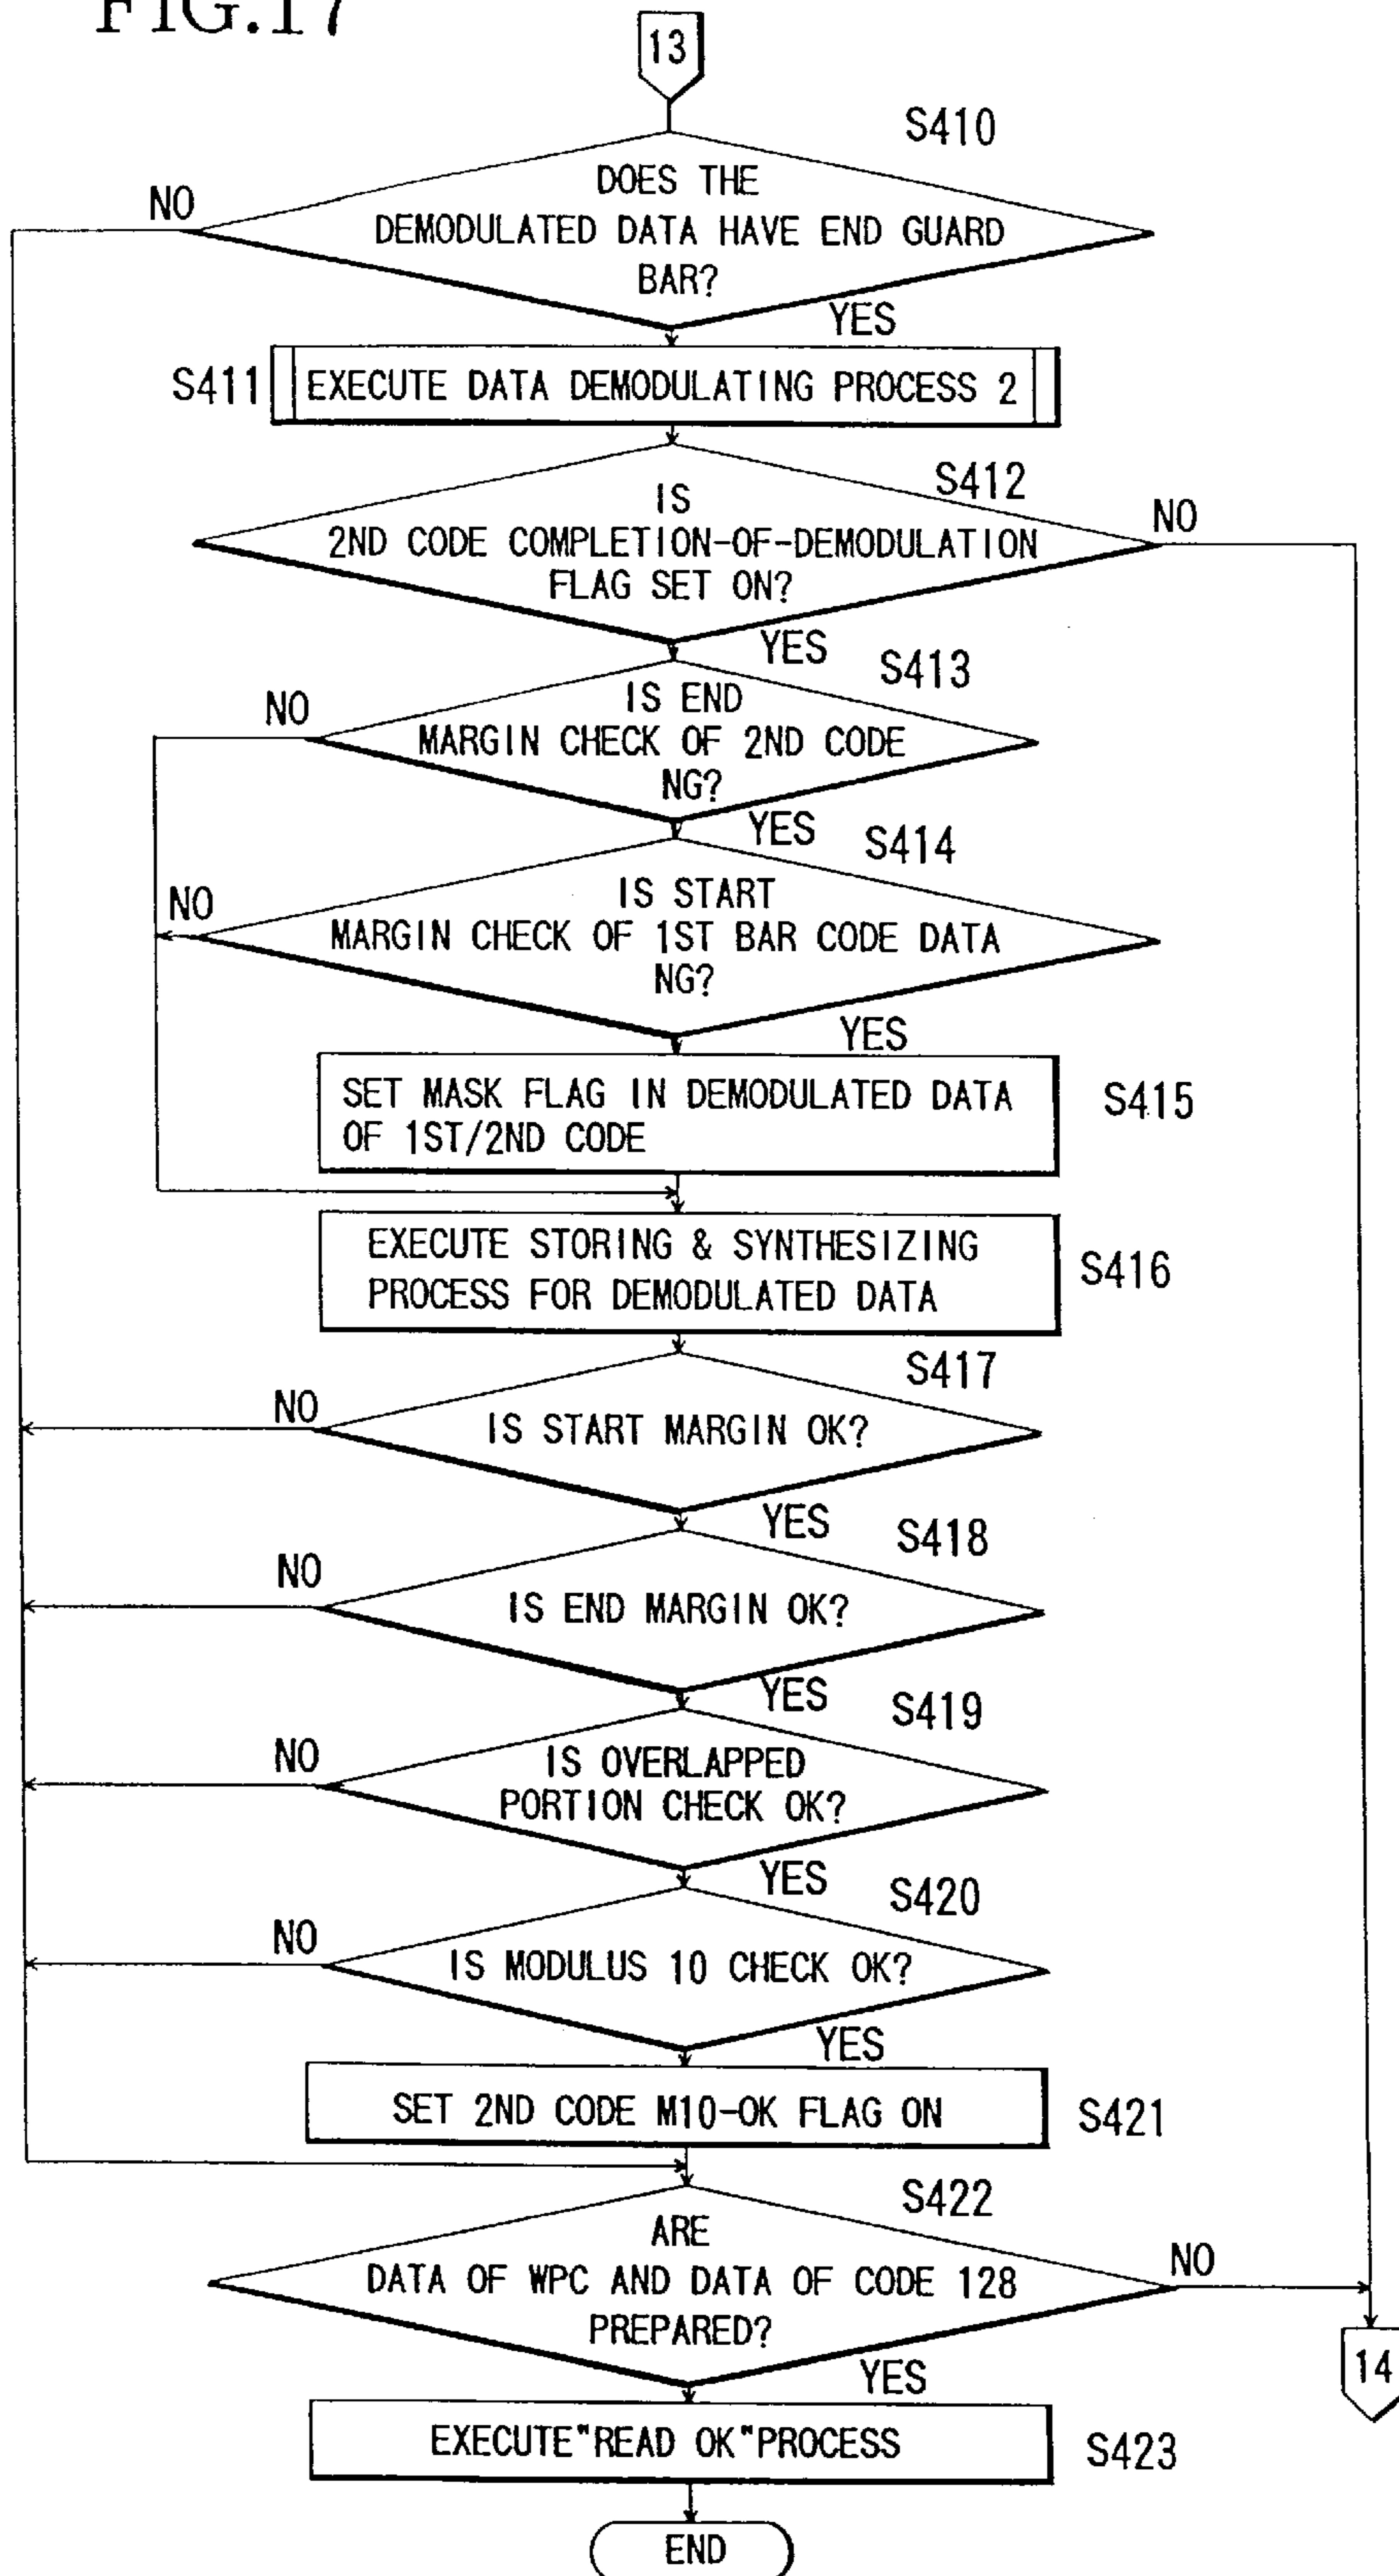 FIG.17
13
S410
DOES THE
DEMODULATED DATA HAVE END GUARD
BAR?
NO
YES
S411
EXECUTE DATA DEMODULATING PROCESS 2
S412
IS
2ND CODE COMPLETION-OF-DEMODULATION
FLAG SET ON?
NO
YES
S413
IS END
MARGIN CHECK OF 2ND CODE
NG?
NO
YES
S414
IS START
MARGIN CHECK OF 1ST BAR CODE DATA
NG?
NO
YES
SET MASK FLAG IN DEMODULATED DATA
OF 1ST/2ND CODE
S415
EXECUTE STORING & SYNTHESIZING
PROCESS FOR DEMODULATED DATA
S416
S417
NO
IS START MARGIN OK?
YES
S418
NO
IS END MARGIN OK?
YES
S419
NO
IS OVERLAPPED
PORTION CHECK OK?
YES
S420
NO
IS MODULUS 10 CHECK OK?
YES
SET 2ND CODE M10-OK FLAG ON
S421
S422
ARE
DATA OF WPC AND DATA OF CODE 128
PREPARED?
NO
YES
14
EXECUTE"READ OK"PROCESS
S423
END